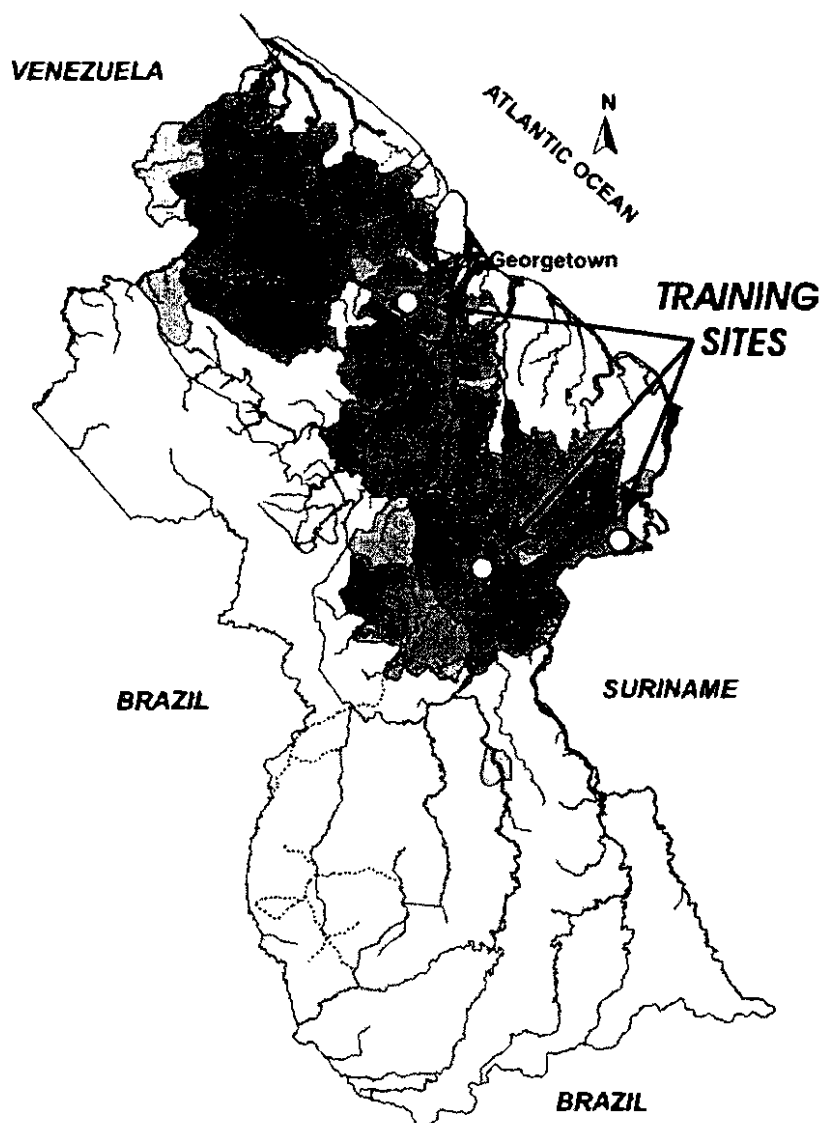 VENEZUELA
N
ATLANTIC OCEAN
Georgetown
TRAINING
SITES
BRAZIL
SURINAME
BRAZIL